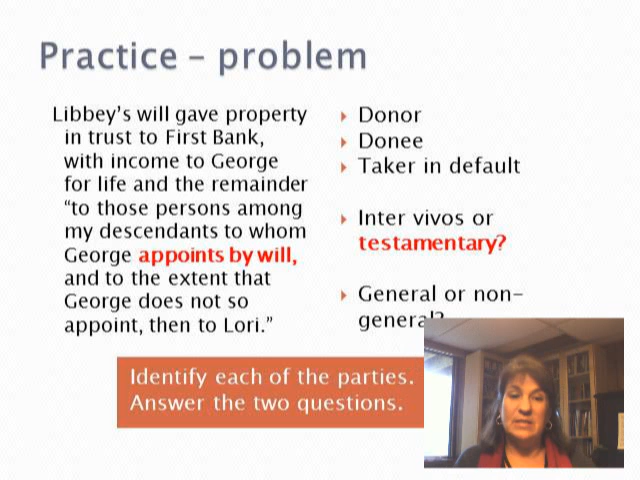 Practice – problem
Libbey's will gave property
in trust to First Bank,
with income to George
for life and the remainder
"to those persons among
my descendants to whom
George appoints by will,
and to the extent that
George does not so
appoint, then to Lori."
Donor
Donee
Taker in default
Inter vivos or
testamentary?
General or non-
general?
Identify each of the parties.
Answer the two questions.